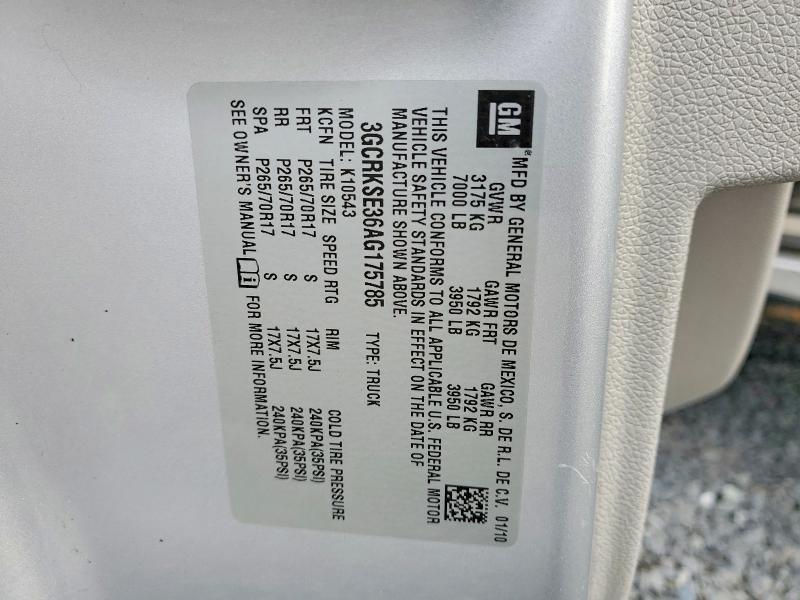 GM
® MFD BY GENERAL MOTORS DE MEXICO, S. DE R.L. DE C.V. 01/10
GVWR GAWR FRT GAWR RR
3175 KG 1792 KG 1792 KG
7000 LB 3950 LB 3950 LB
THIS VEHICLE CONFORMS TO ALL APPLICABLE U.S. FEDERAL MOTOR
VEHICLE SAFETY STANDARDS IN EFFECT ON THE DATE OF
MANUFACTURE SHOWN ABOVE.
3GCRKSE36AG175785 TYPE: TRUCK
MODEL: K10543
KCFN TIRE SIZE SPEED RTG RIM COLD TIRE PRESSURE
FRT P265/70R17 S 17X7.5J 240KPA(35PSI)
RR P265/70R17 S 17X7.5J 240KPA(35PSI)
SPA P265/70R17 S 17X7.5J 240KPA(35PSI)
SEE OWNER'S MANUAL i FOR MORE INFORMATION.